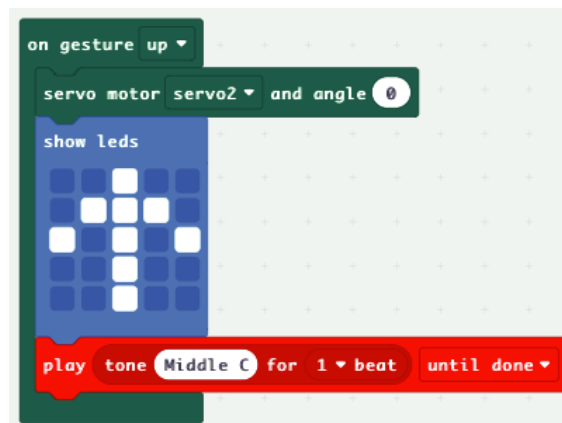 on gesture up
servo motor servo2 and angle 0
show leds
play tone Middle C for 1 beat until done